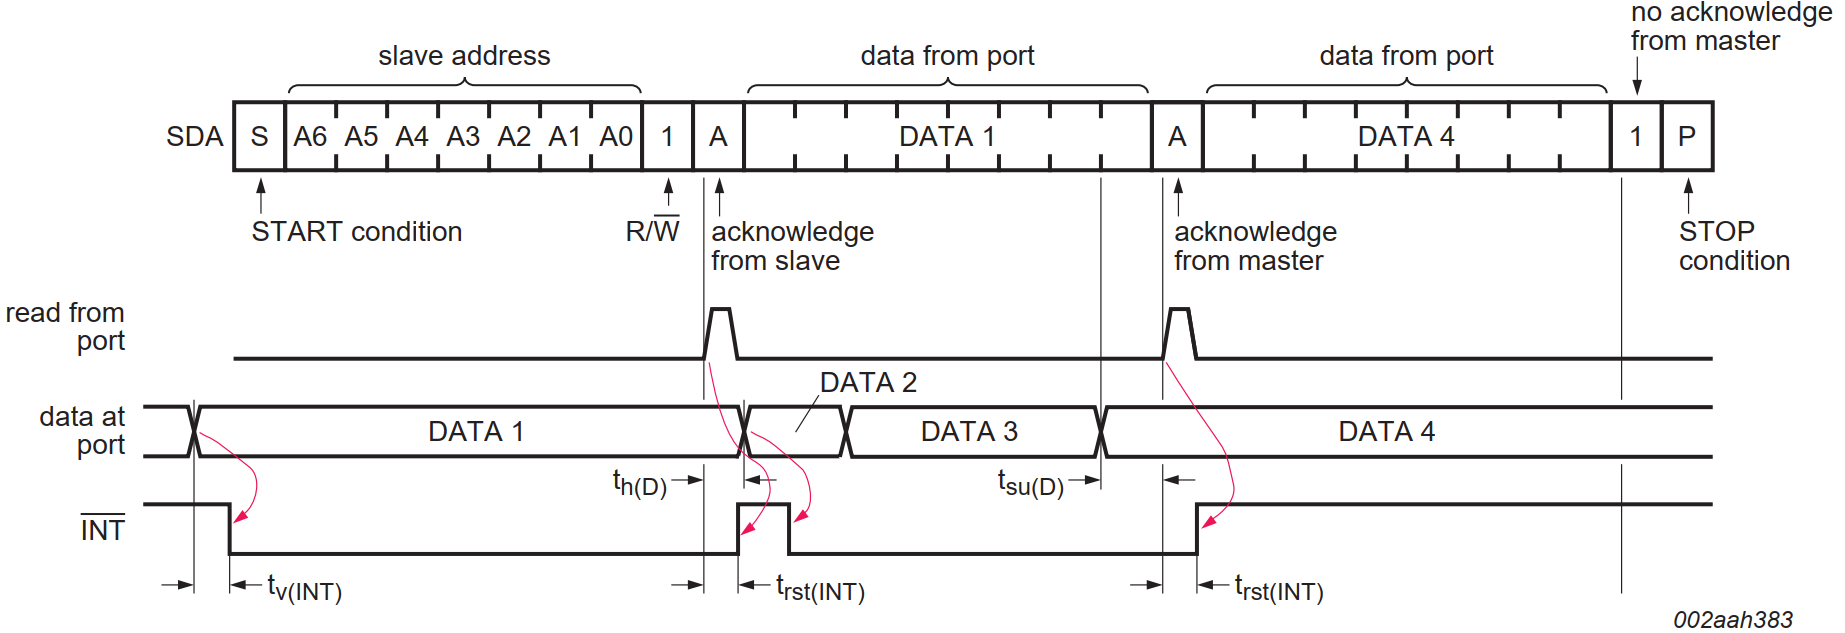 no acknowledge
from master
slave address
data from port
data from port
SDA S A6 A5 A4 A3 A2 A1 A0 1 A DATA 1 A DATA 4 1 P
START condition
R/W̅
acknowledge
from slave
acknowledge
from master
STOP
condition
read from
port
DATA 2
data at
port
DATA 1
DATA 3
DATA 4
th(D)
tsu(D)
I̅N̅T̅
tv(INT)
trst(INT)
trst(INT)
002aah383